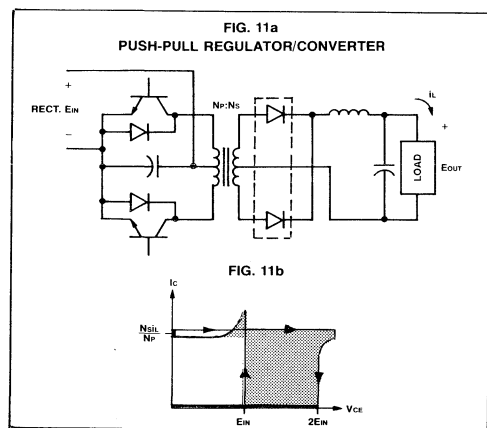 FIG. 11a
PUSH-PULL REGULATOR/CONVERTER
+
RECT. EIN
−
NP:NS
iL
+
LOAD
EOUT
FIG. 11b
IC
NSiL
NP
EIN
2EIN
VCE